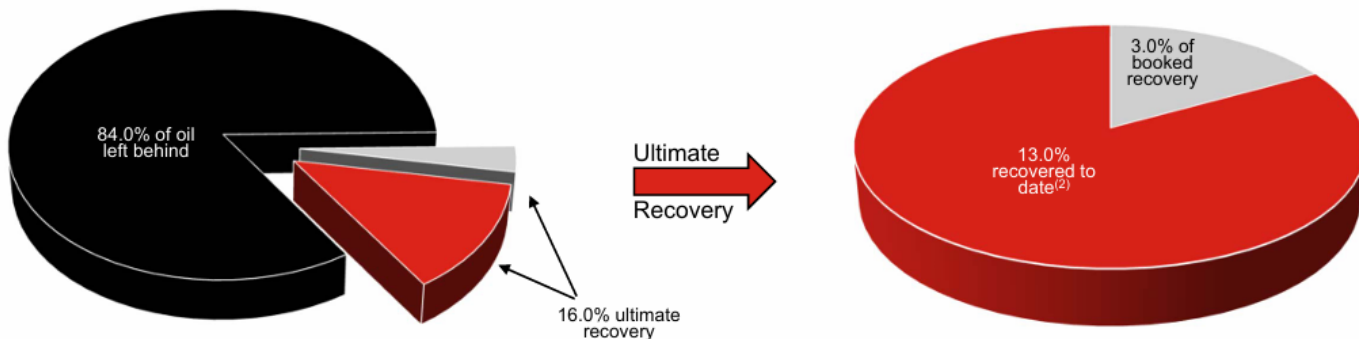 84.0% of oil
left behind
16.0% ultimate
recovery
Ultimate
Recovery
3.0% of
booked
recovery
13.0%
recovered to
date(2)